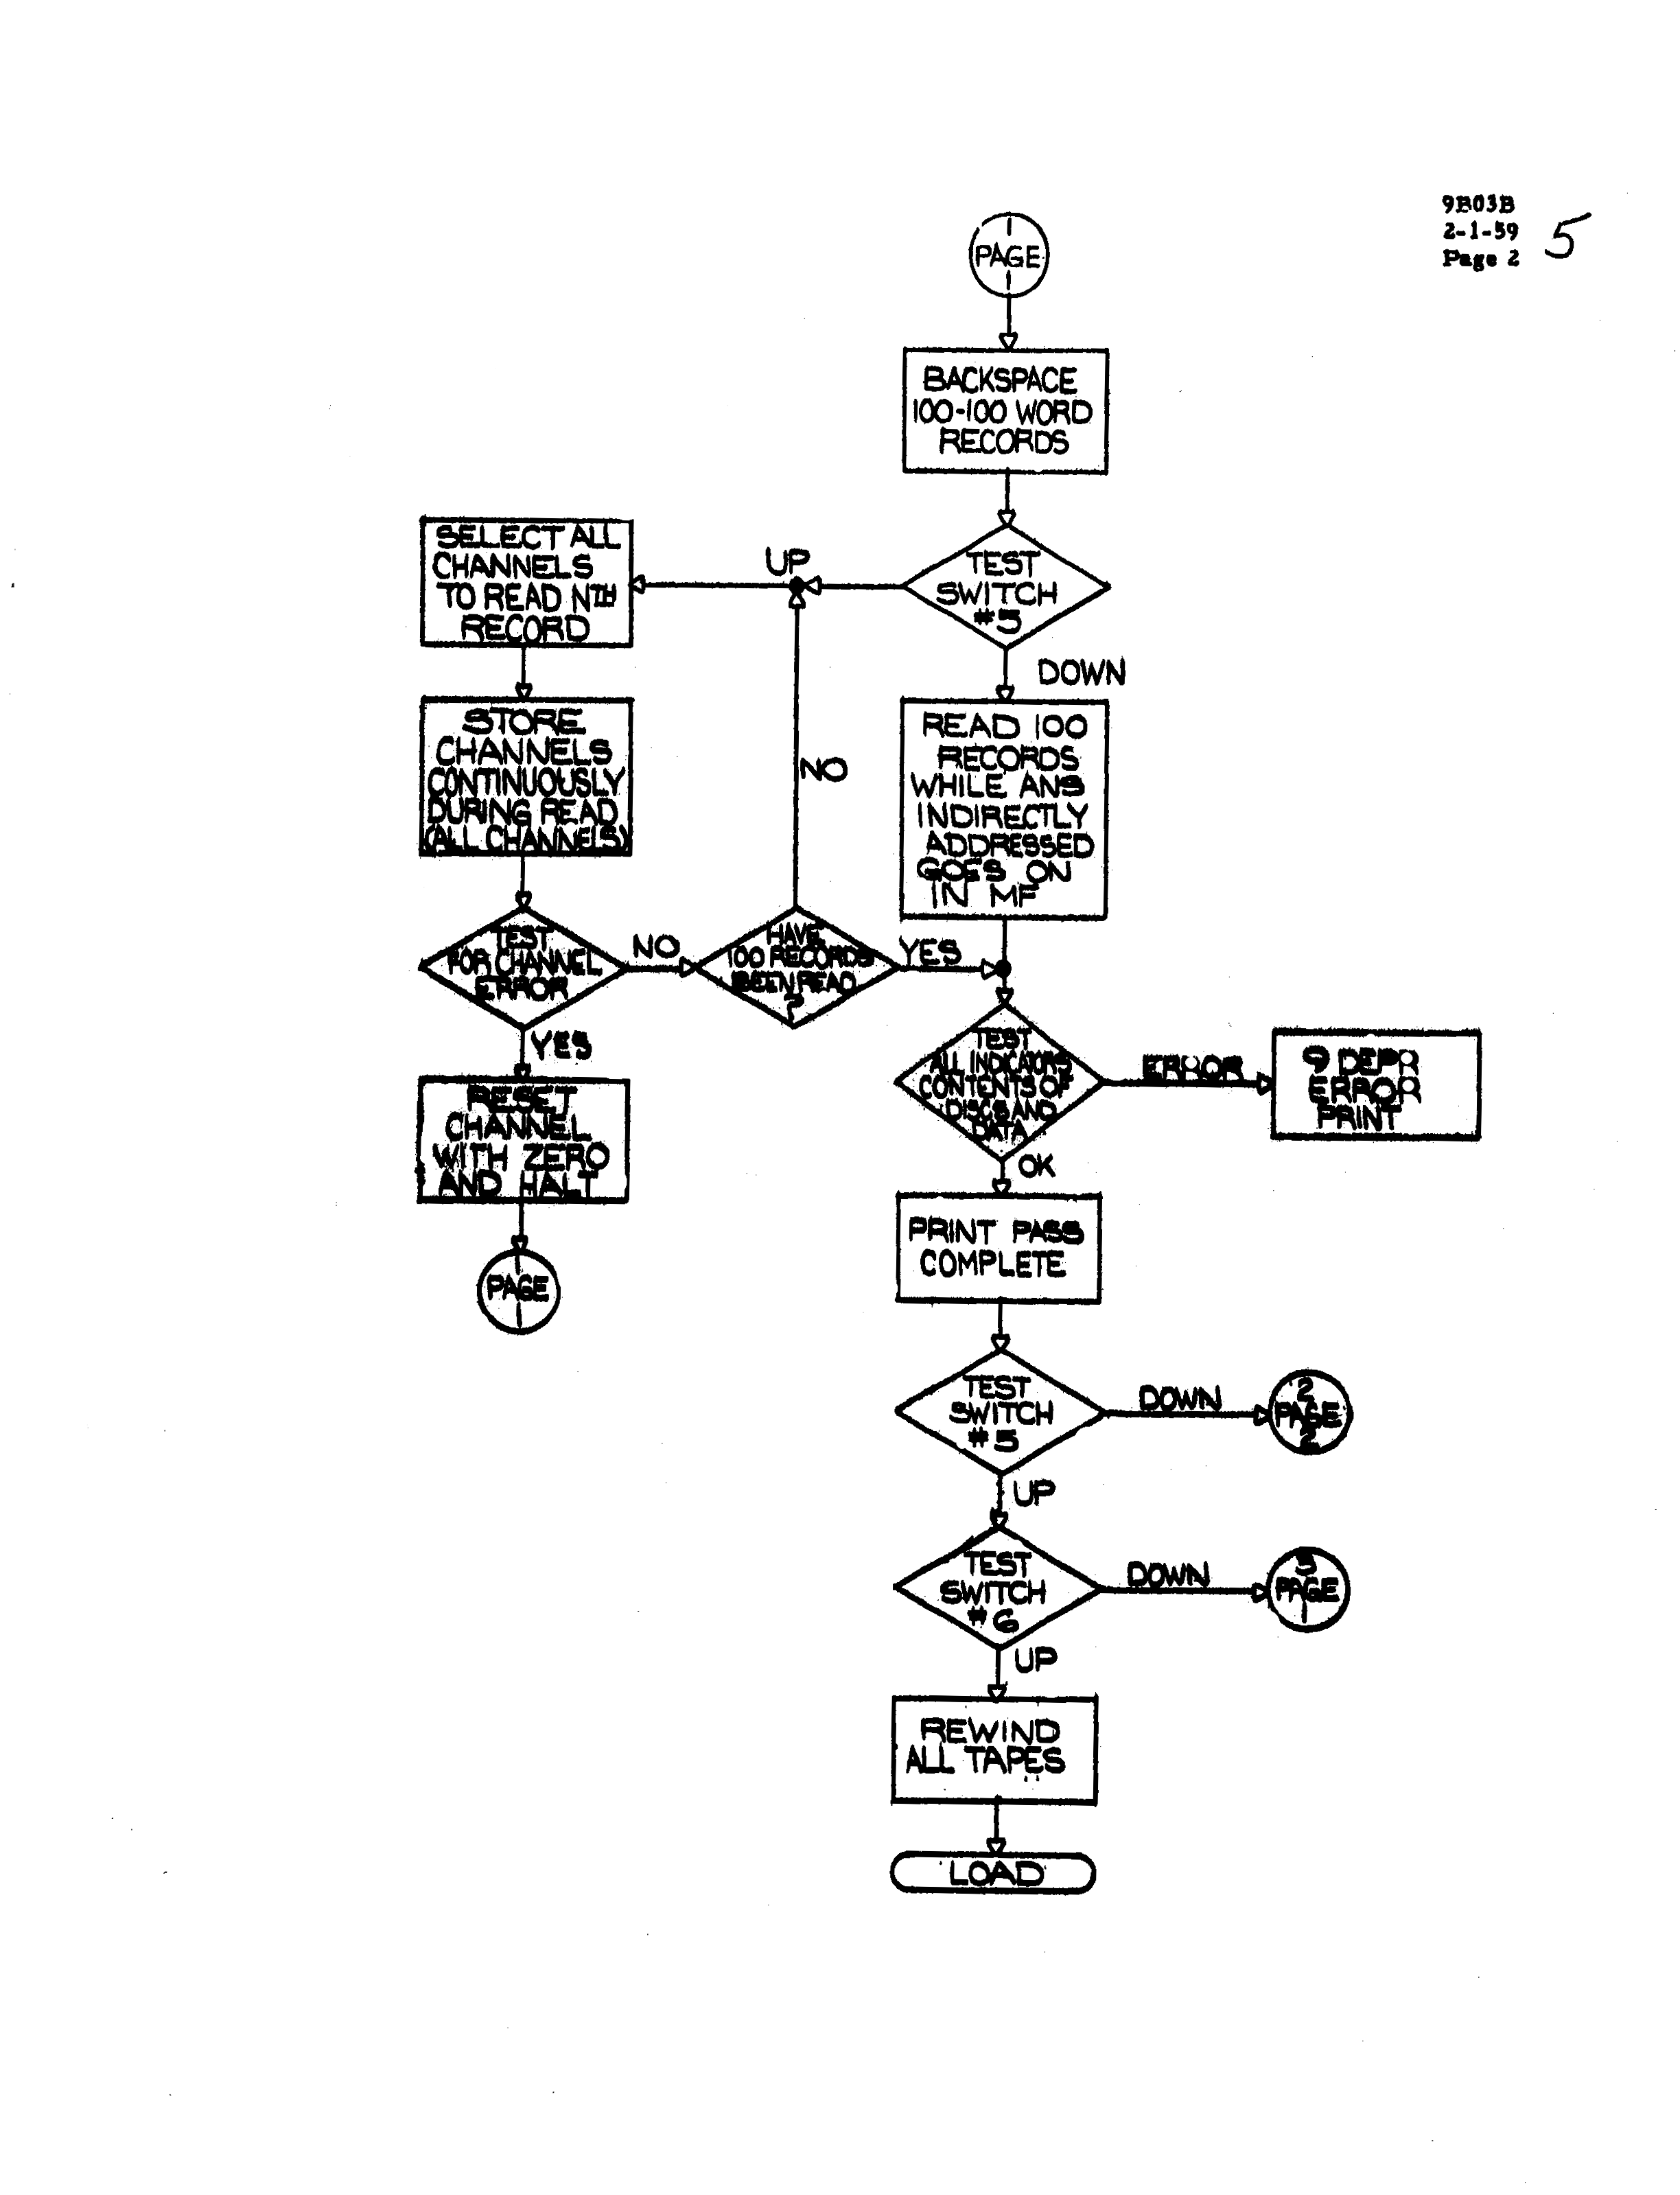 9B03B
2-1-59
Page 2
5
1
PAGE
1
BACKSPACE
100-100 WORD
RECORDS
TEST
SWITCH
#5
UP
DOWN
SELECT ALL
CHANNELS
TO READ NTH
RECORD
STORE
CHANNELS
CONTINUOUSLY
DURING READ
(ALL CHANNELS)
NO
READ 100
RECORDS
WHILE ANS
INDIRECTLY
ADDRESSED
GOES ON
IN MF
TEST
FOR CHANNEL
ERROR
NO
HAVE
100 RECORDS
BEEN READ
?
YES
YES
RESET
CHANNEL
WITH ZERO
AND HALT
1
PAGE
1
TEST
ALL INDICATORS
CONTENTS OF
DISCS AND
DATA
ERROR
9 DEPR
ERROR
PRINT
OK
PRINT PASS
COMPLETE
TEST
SWITCH
#5
DOWN
2
PAGE
2
UP
TEST
SWITCH
#6
DOWN
3
PAGE
1
UP
REWIND
ALL TAPES
LOAD